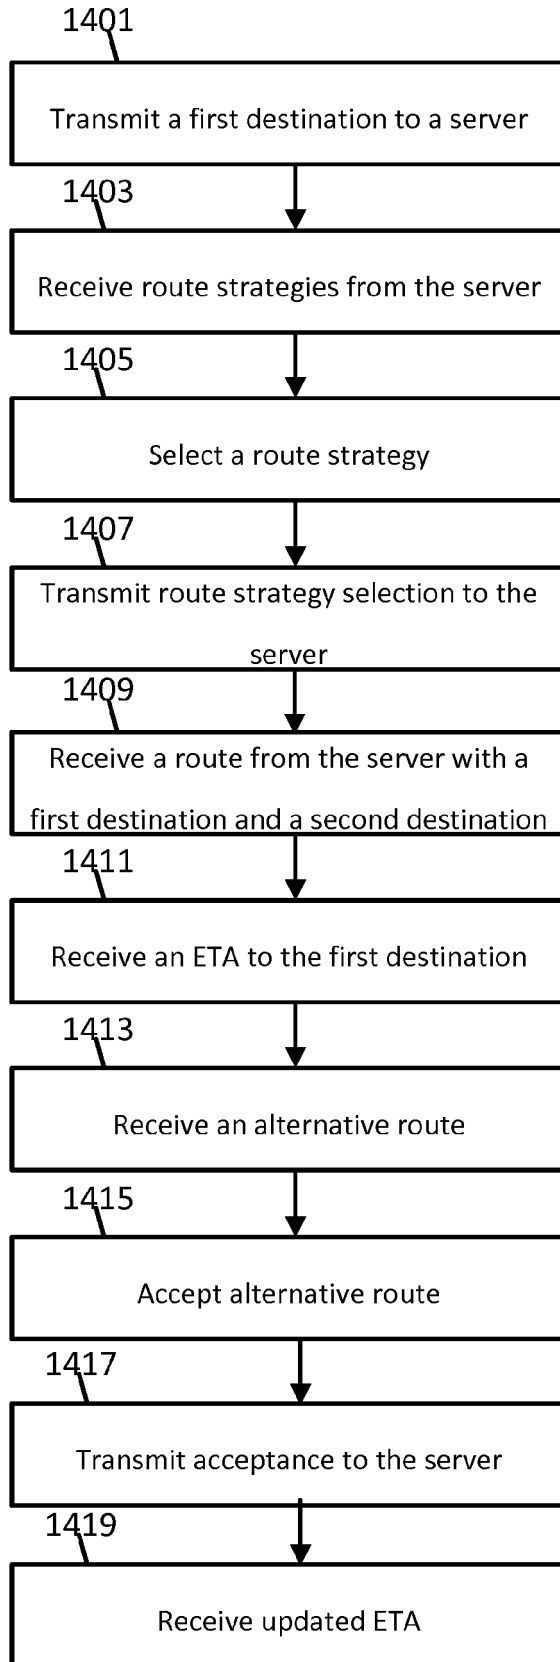 1401
Transmit a first destination to a server
1403
Receive route strategies from the server
1405
Select a route strategy
1407
Transmit route strategy selection to the
server
1409
Receive a route from the server with a
first destination and a second destination
1411
Receive an ETA to the first destination
1413
Receive an alternative route
1415
Accept alternative route
1417
Transmit acceptance to the server
1419
Receive updated ETA